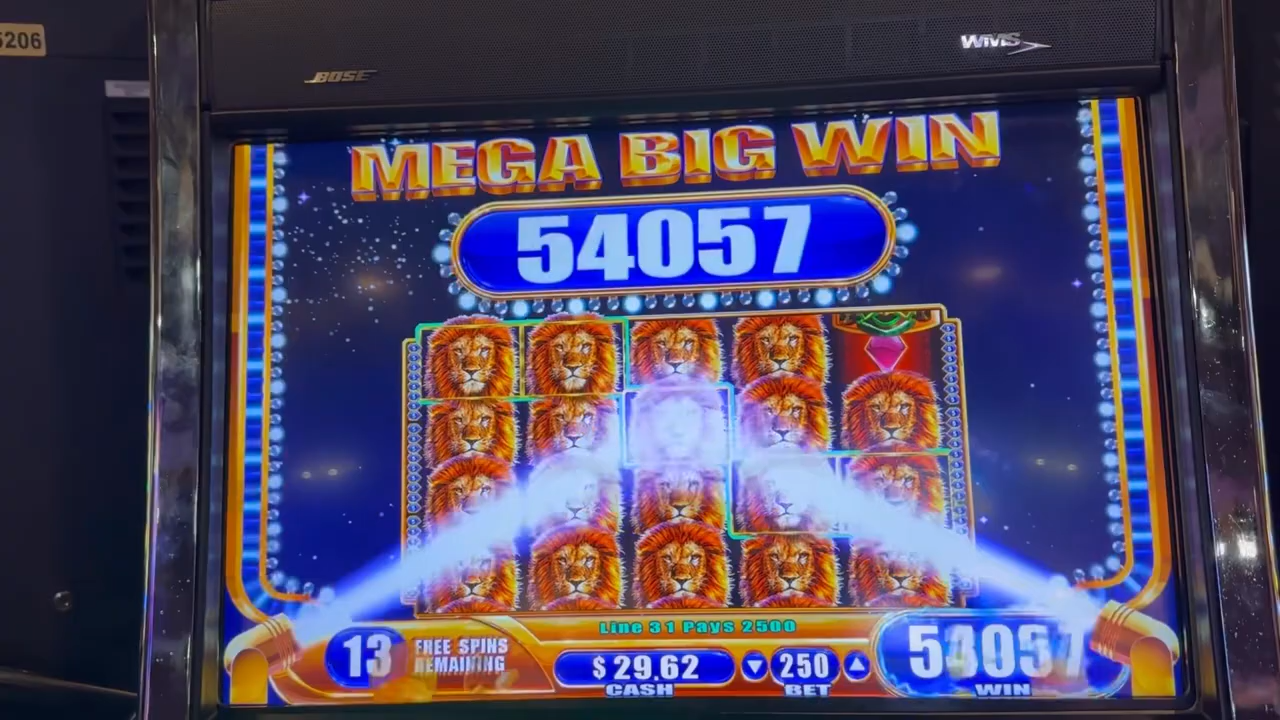 5206
BOSE
WMS
MEGA BIG WIN
54057
Line 31 Pays 2500
13 FREE SPINS
REMAINING
$29.62
CASH
250
BET
54057
WIN